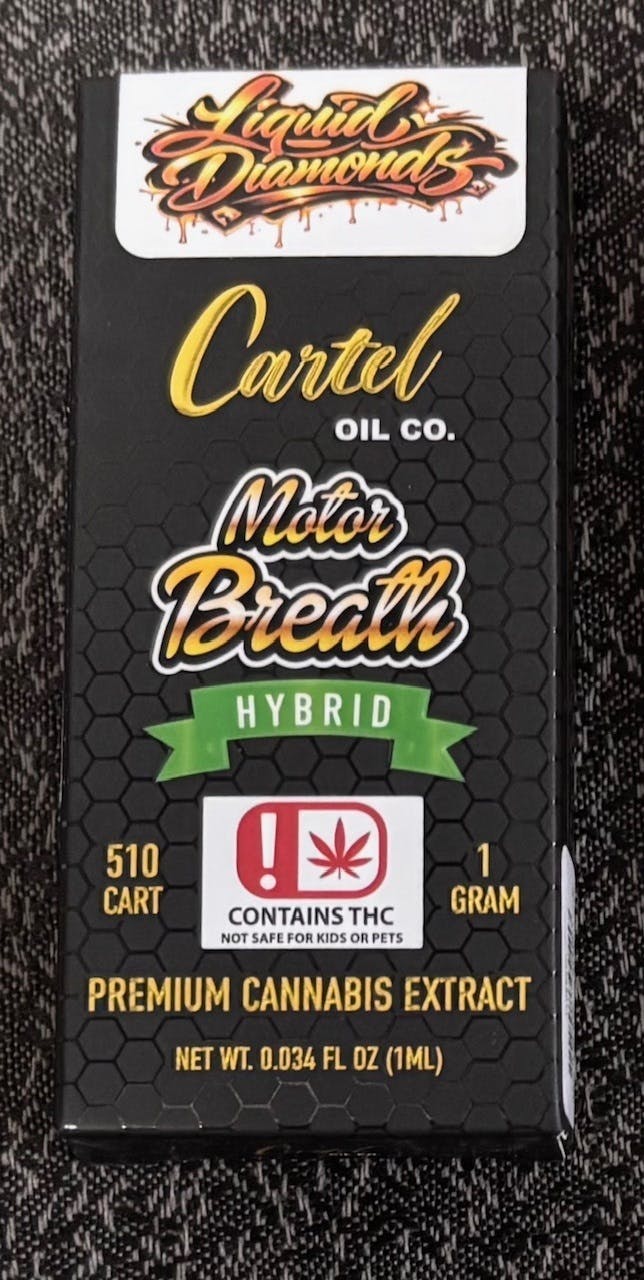 Liquid
Diamonds
Cartel
OIL CO.
Motor
Breath
HYBRID
510
CART
!
CONTAINS THC
NOT SAFE FOR KIDS OR PETS
1
GRAM
PREMIUM CANNABIS EXTRACT
NET WT. 0.034 FL OZ (1ML)